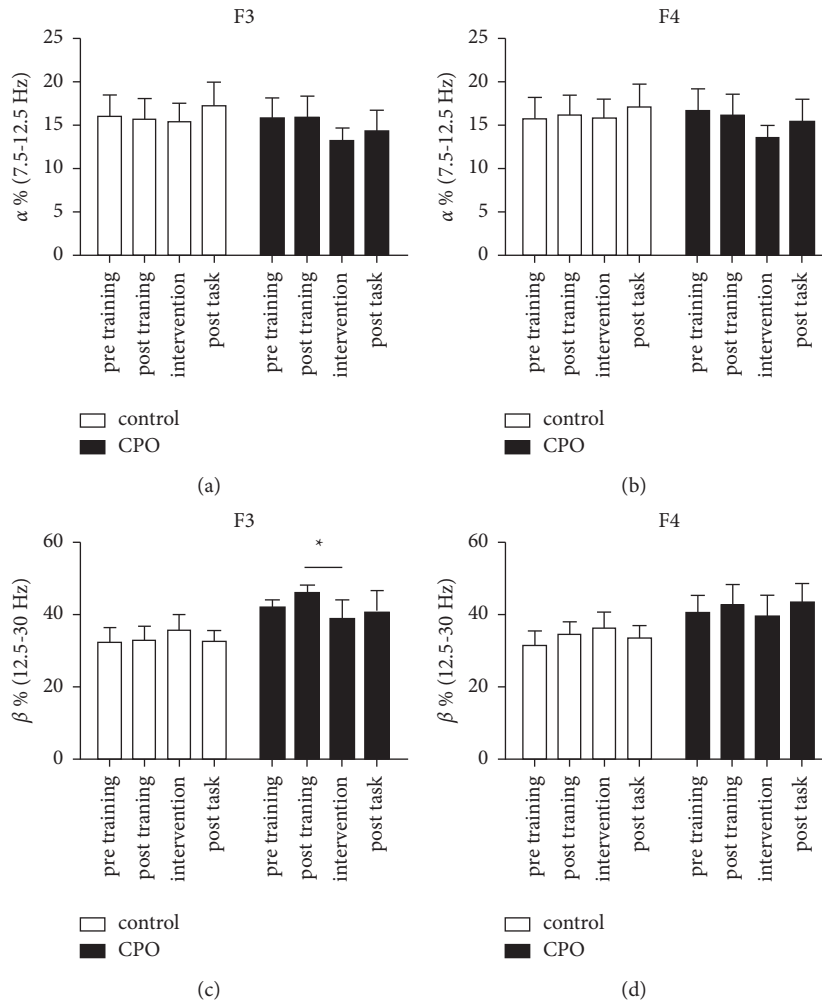 F3
α % (7.5-12.5 Hz)
25
20
15
10
5
0
pre training
post traning
intervention
post task
pre training
post traning
intervention
post task
control
CPO
(a)
F4
α % (7.5-12.5 Hz)
25
20
15
10
5
0
pre training
post traning
intervention
post task
pre training
post traning
intervention
post task
control
CPO
(b)
F3
β % (12.5-30 Hz)
60
40
20
0
*
pre training
post traning
intervention
post task
pre training
post traning
intervention
post task
control
CPO
(c)
F4
β % (12.5-30 Hz)
60
40
20
0
pre training
post traning
intervention
post task
pre training
post traning
intervention
post task
control
CPO
(d)